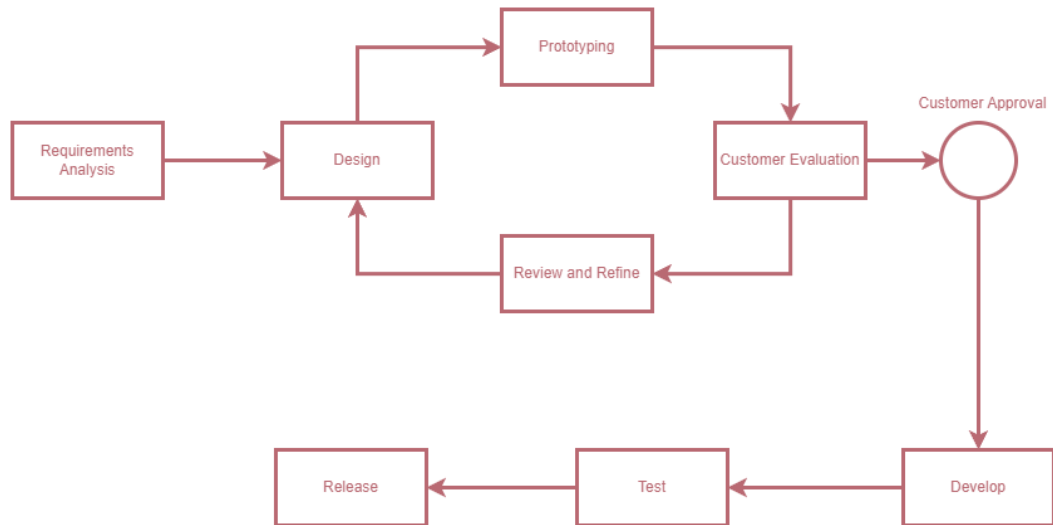 Prototyping
Customer Approval
Requirements
Analysis
Design
Customer Evaluation
Review and Refine
Release
Test
Develop